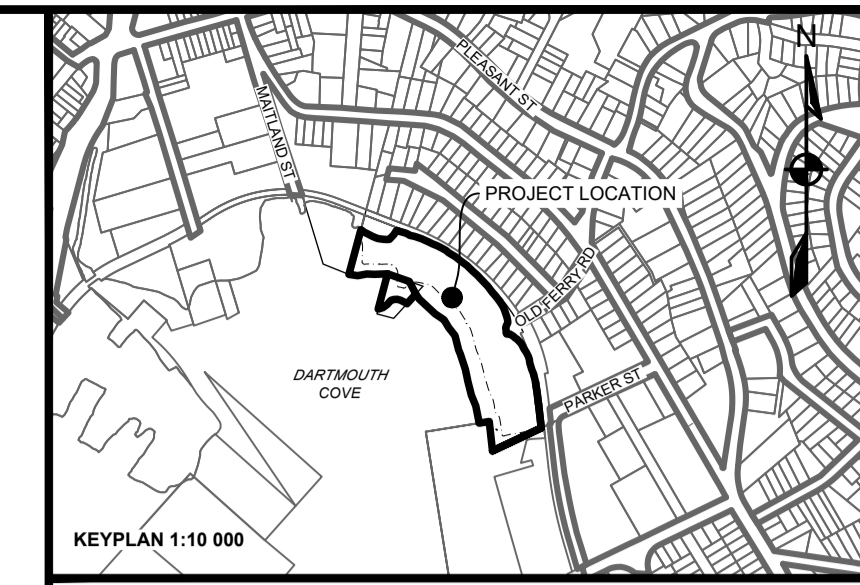 N
PLEASANT ST
MAITLAND ST
PROJECT LOCATION
OLD FERRY RD
DARTMOUTH
COVE
PARKER ST
KEYPLAN 1:10 000